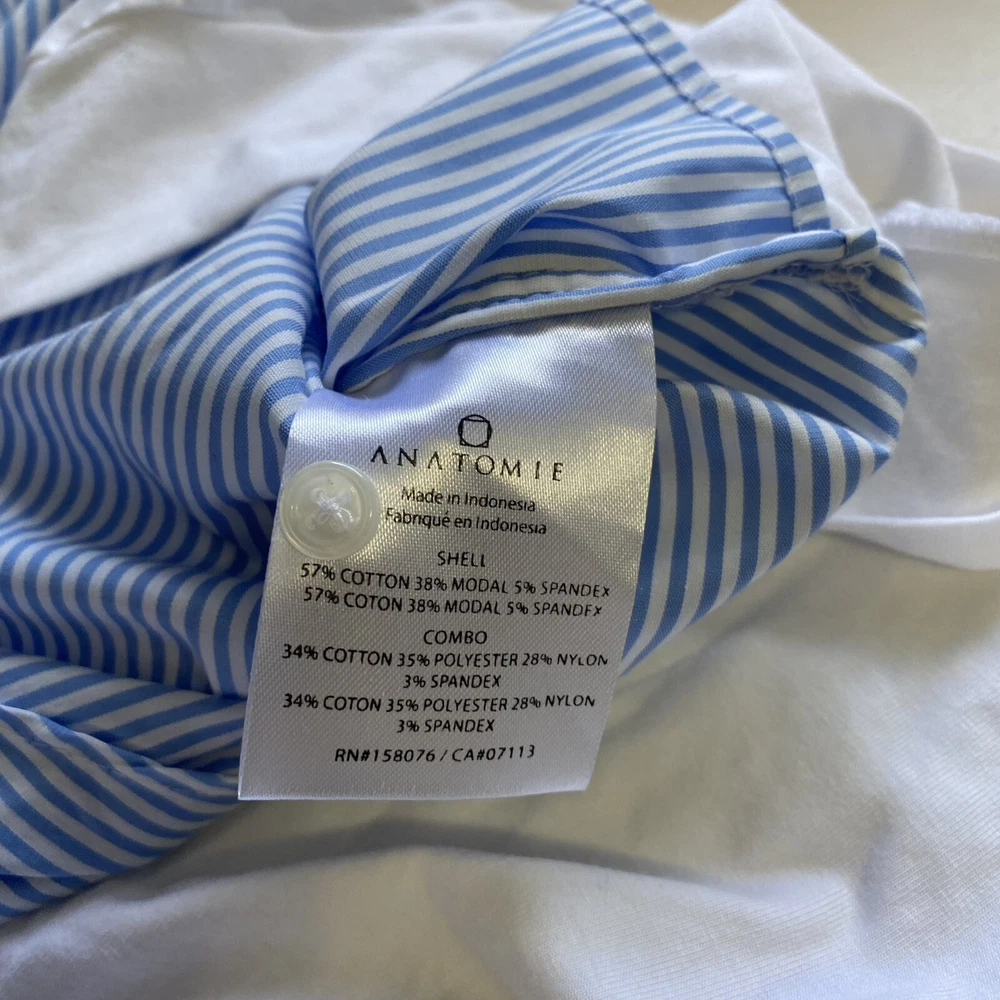 ANATOMIE
Made in Indonesia
Fabriqué en Indonesia
SHELL
57% COTTON 38% MODAL 5% SPANDEX
57% COTON 38% MODAL 5% SPANDEX
COMBO
34% COTTON 35% POLYESTER 28% NYLON
3% SPANDEX
34% COTON 35% POLYESTER 28% NYLON
3% SPANDEX
RN#158076 / CA#07113